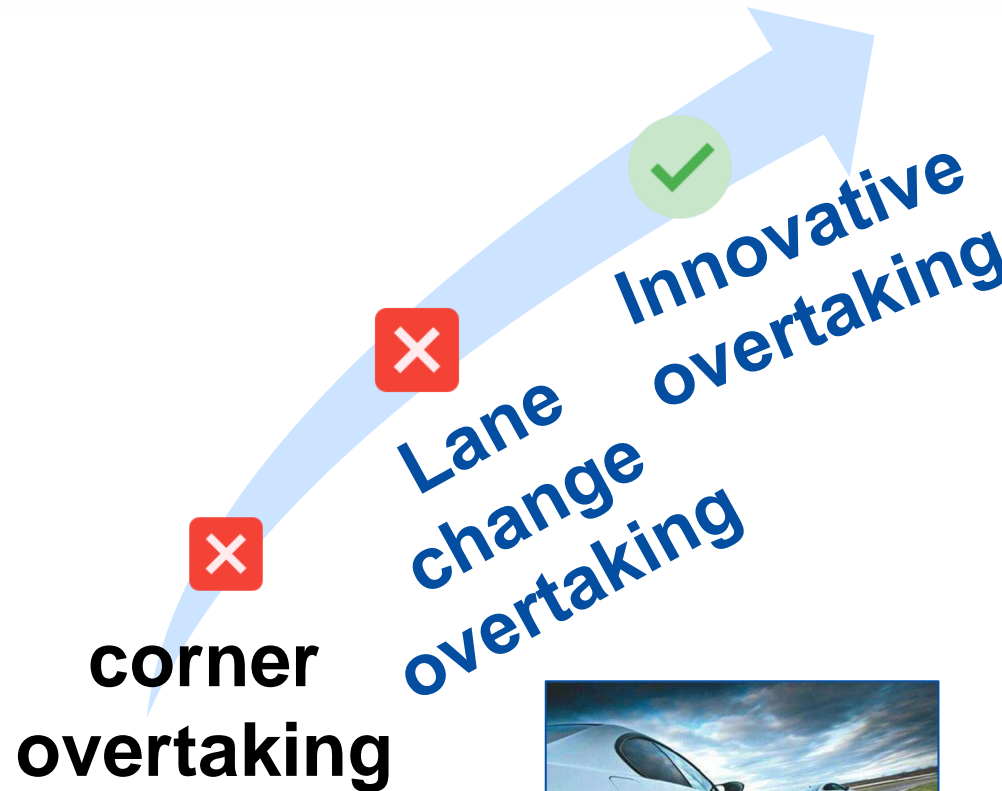 Innovative
overtaking
Lane
change
overtaking
corner
overtaking